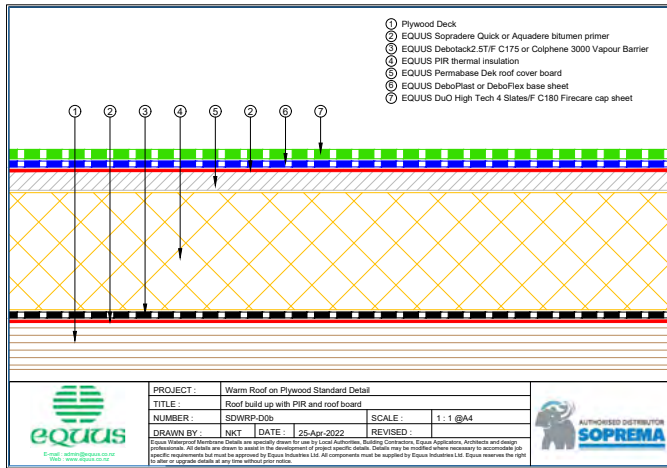 1 Plywood Deck
2 EQUUS Sopradere Quick or Aquadere bitumen primer
3 EQUUS Debotack2.5T/F C175 or Colphene 3000 Vapour Barrier
4 EQUUS PIR thermal insulation
5 EQUUS Permabase Dek roof cover board
6 EQUUS DeboPlast or DeboFlex base sheet
7 EQUUS DuO High Tech 4 Slates/F C180 Firecare cap sheet
1 2 3 4 5 2 6 7
equus
E-mail : admin@equus.co.nz
Web : www.equus.co.nz
PROJECT : Warm Roof on Plywood Standard Detail
TITLE : Roof build up with PIR and roof board
NUMBER : SDWRP-D0b SCALE : 1 : 1 @A4
DRAWN BY : NKT DATE : 25-Apr-2022 REVISED :
Equus Waterproof Membrane Details are specially drawn for use by Local Authorities, Building Contractors, Equus Applicators, Architects and design
professionals. All details are drawn to assist in the development of project specific details. Details may be modified where necessary to accomodate job
specific requirements but must be approved by Equus Industries Ltd. All components must be supplied by Equus Industries Ltd. Equus reserves the right
to alter or upgrade details at any time without prior notice.
AUTHORISED DISTRIBUTOR
SOPREMA